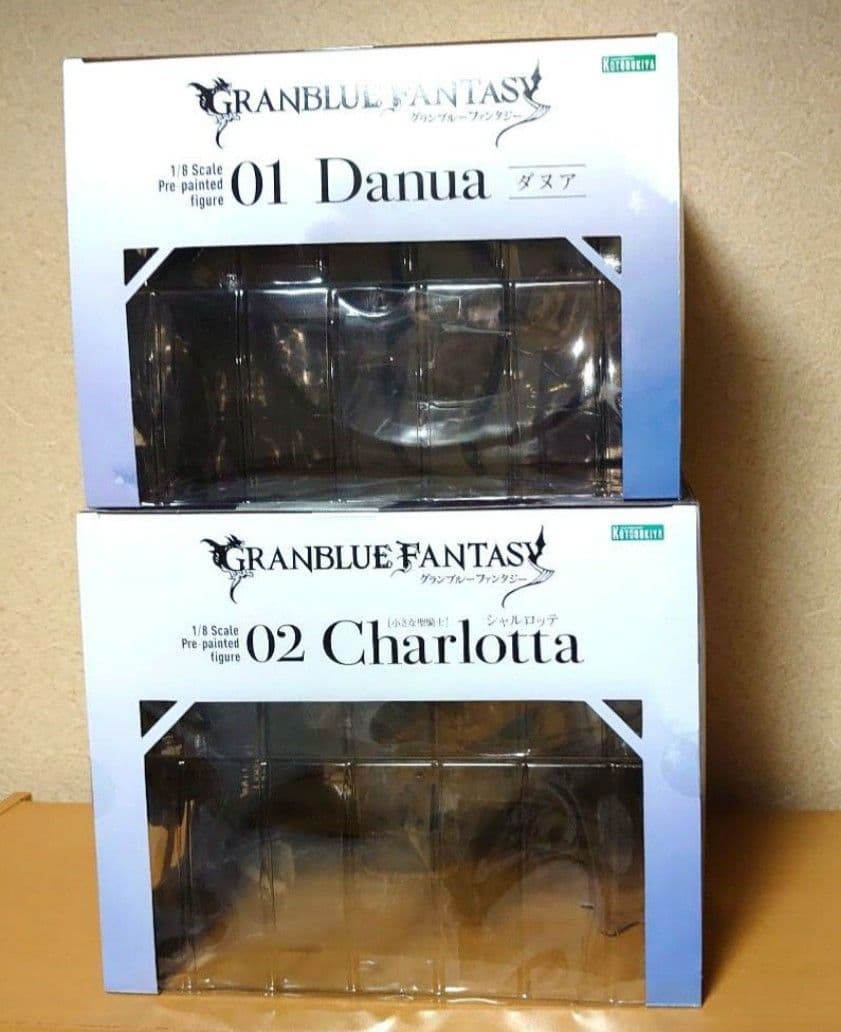 KOTOBUKIYA
GRANBLUE FANTASY
グランブルーファンタジー
1/8 Scale
Pre-painted
figure
01 Danua
ダヌア
KOTOBUKIYA
GRANBLUE FANTASY
グランブルーファンタジー
1/8 Scale
Pre-painted
figure
[小さな聖騎士]
シャルロッテ
02 Charlotta